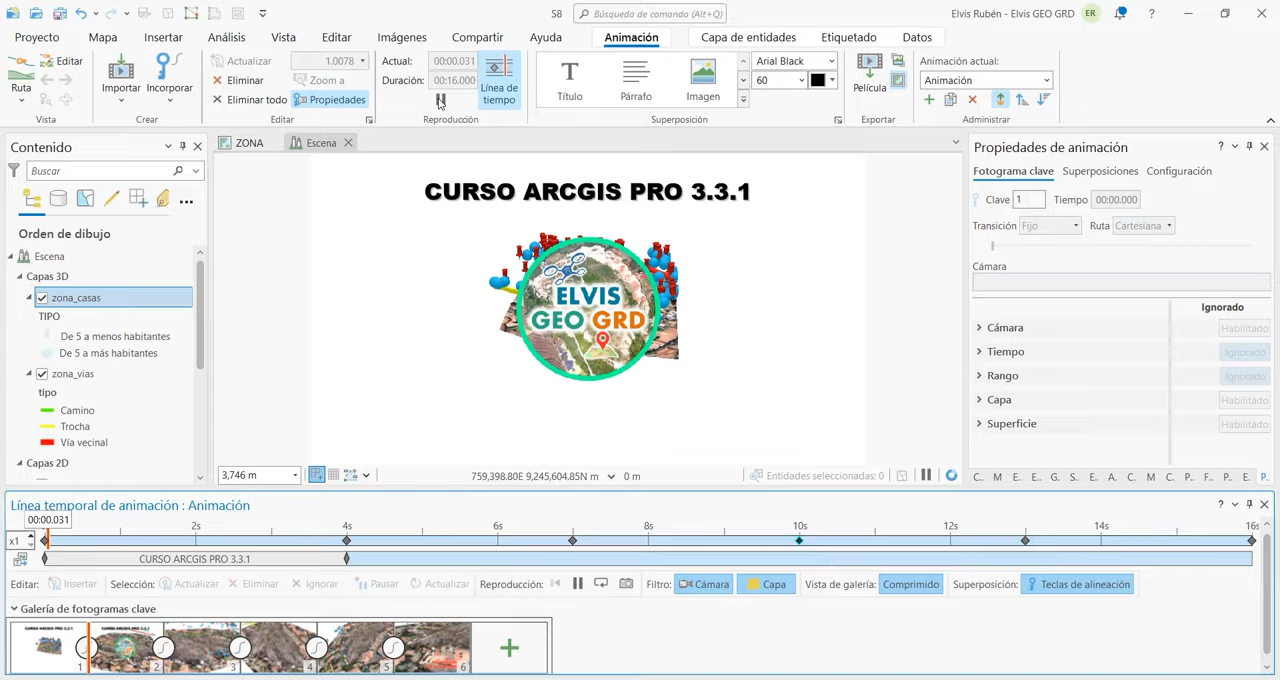 S8
Búsqueda de comando (Alt+Q)
Elvis Rubén - Elvis GEO GRD
ER
Proyecto Mapa Insertar Análisis Vista Editar Imágenes Compartir Ayuda Animación Capa de entidades Etiquetado Datos
Ruta
Editar
Vista
Importar
Incorporar
Crear
Actualizar 1.0078
Eliminar Zoom a
Eliminar todo Propiedades
Editar
Actual: 00:00.031
Duración: 00:16.000
Línea de
tiempo
Reproducción
Título
Párrafo
Imagen
Arial Black
60
Superposición
Película
Exportar
Animación actual:
Animación
Administrar
Contenido
Buscar
Orden de dibujo
Escena
Capas 3D
zona_casas
TIPO
De 5 a menos habitantes
De 5 a más habitantes
zona_vias
tipo
Camino
Trocha
Vía vecinal
Capas 2D
ZONA Escena
CURSO ARCGIS PRO 3.3.1
ELVIS
GEO GRD
3,746 m
759,398.80E 9,245,604.85N m 0 m
Entidades seleccionadas: 0
Propiedades de animación
Fotograma clave Superposiciones Configuración
Clave 1 Tiempo 00:00.000
Transición Fijo Ruta Cartesiana
Cámara
Ignorado
Cámara Habilitado
Tiempo Ignorado
Rango Ignorado
Capa Habilitado
Superficie Habilitado
C.. M E.. E.. G.. S.. E.. A.. C.. M C.. P.. F.. P.. E. P..
Línea temporal de animación : Animación
00:00.031
2s 4s 6s 8s 10s 12s 14s 16s
x1
CURSO ARCGIS PRO 3.3.1
Editar: Insertar Selección: Actualizar Eliminar Ignorar Pausar Actualizar Reproducción: Filtro: Cámara Capa Vista de galería: Comprimido Superposición: Teclas de alineación
Galería de fotogramas clave
1 2 3 4 5 6